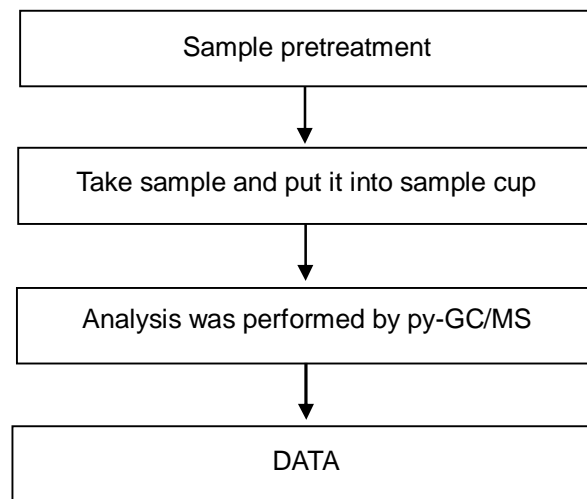 Sample pretreatment
Take sample and put it into sample cup
Analysis was performed by py-GC/MS
DATA